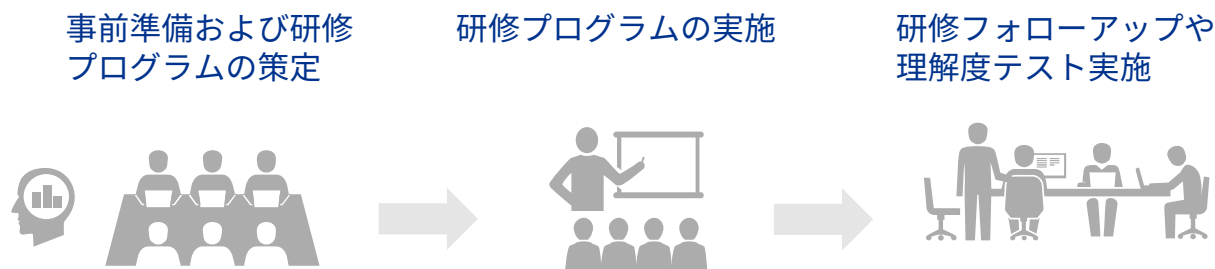 事前準備および研修
プログラムの策定
研修プログラムの実施
研修フォローアップや
理解度テスト実施